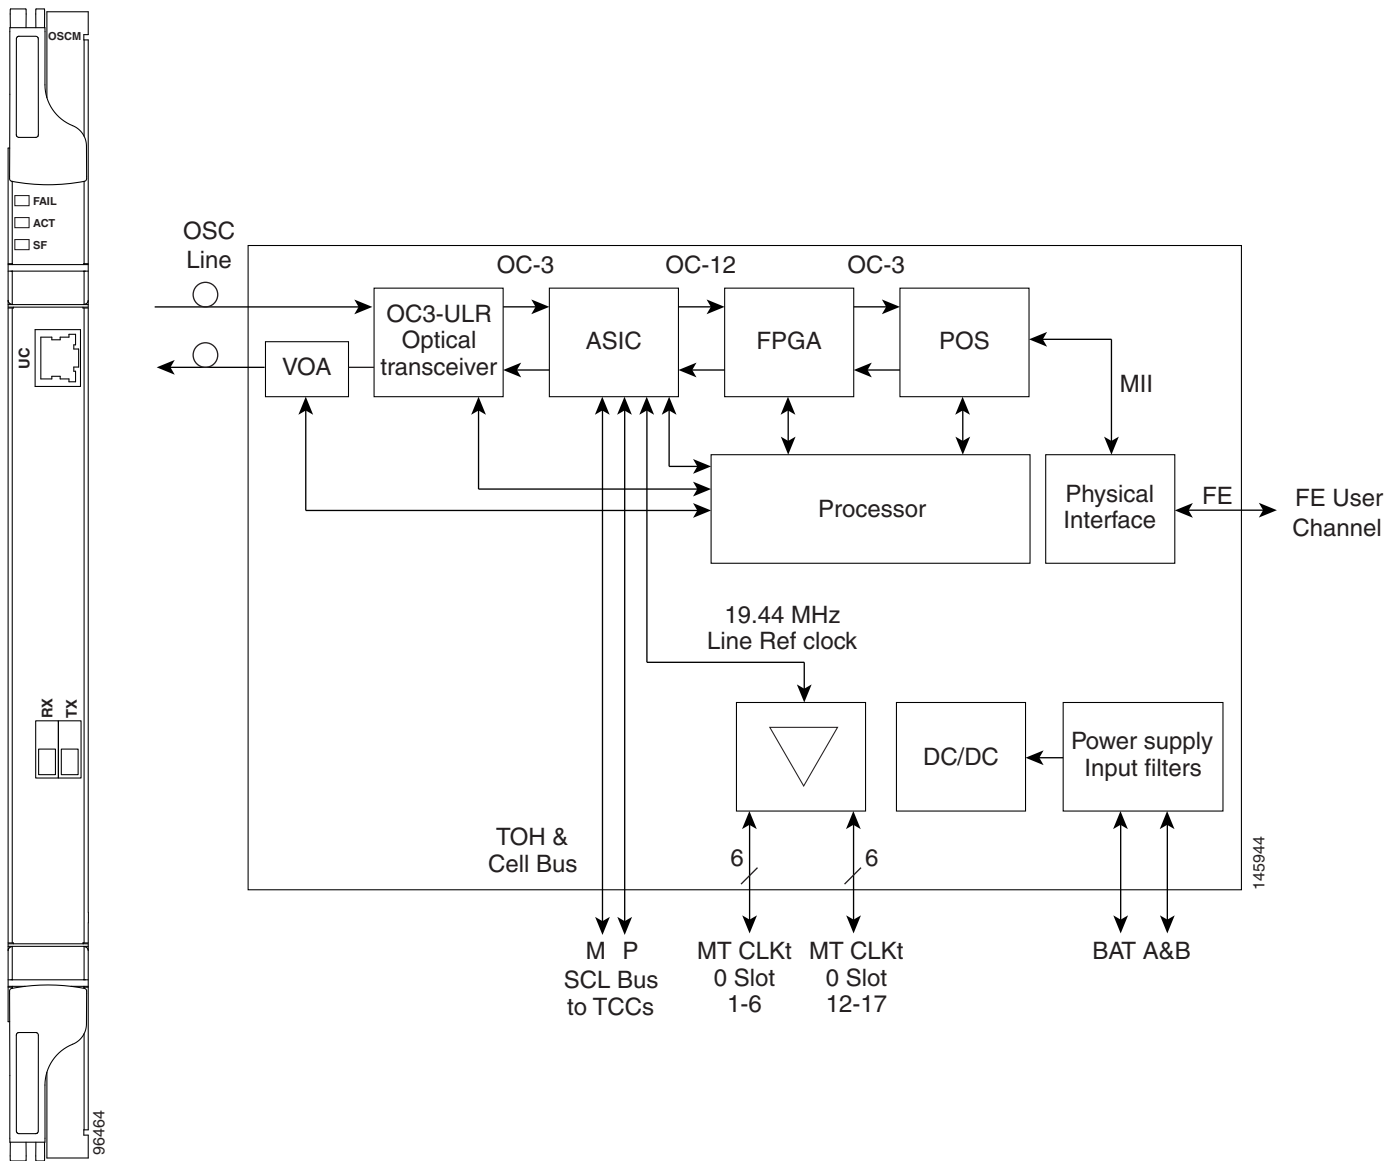 OSCM
FAIL
ACT
SF
UC
RX
TX
96464
OSC
Line
OC-3
OC-12
OC-3
OC3-ULR
Optical
transceiver
ASIC
FPGA
POS
VOA
MII
Processor
Physical
Interface
FE
FE User
Channel
19.44 MHz
Line Ref clock
DC/DC
Power supply
Input filters
TOH &
Cell Bus
6
6
145944
M P
SCL Bus
to TCCs
MT CLKt
0 Slot
1-6
MT CLKt
0 Slot
12-17
BAT A&B